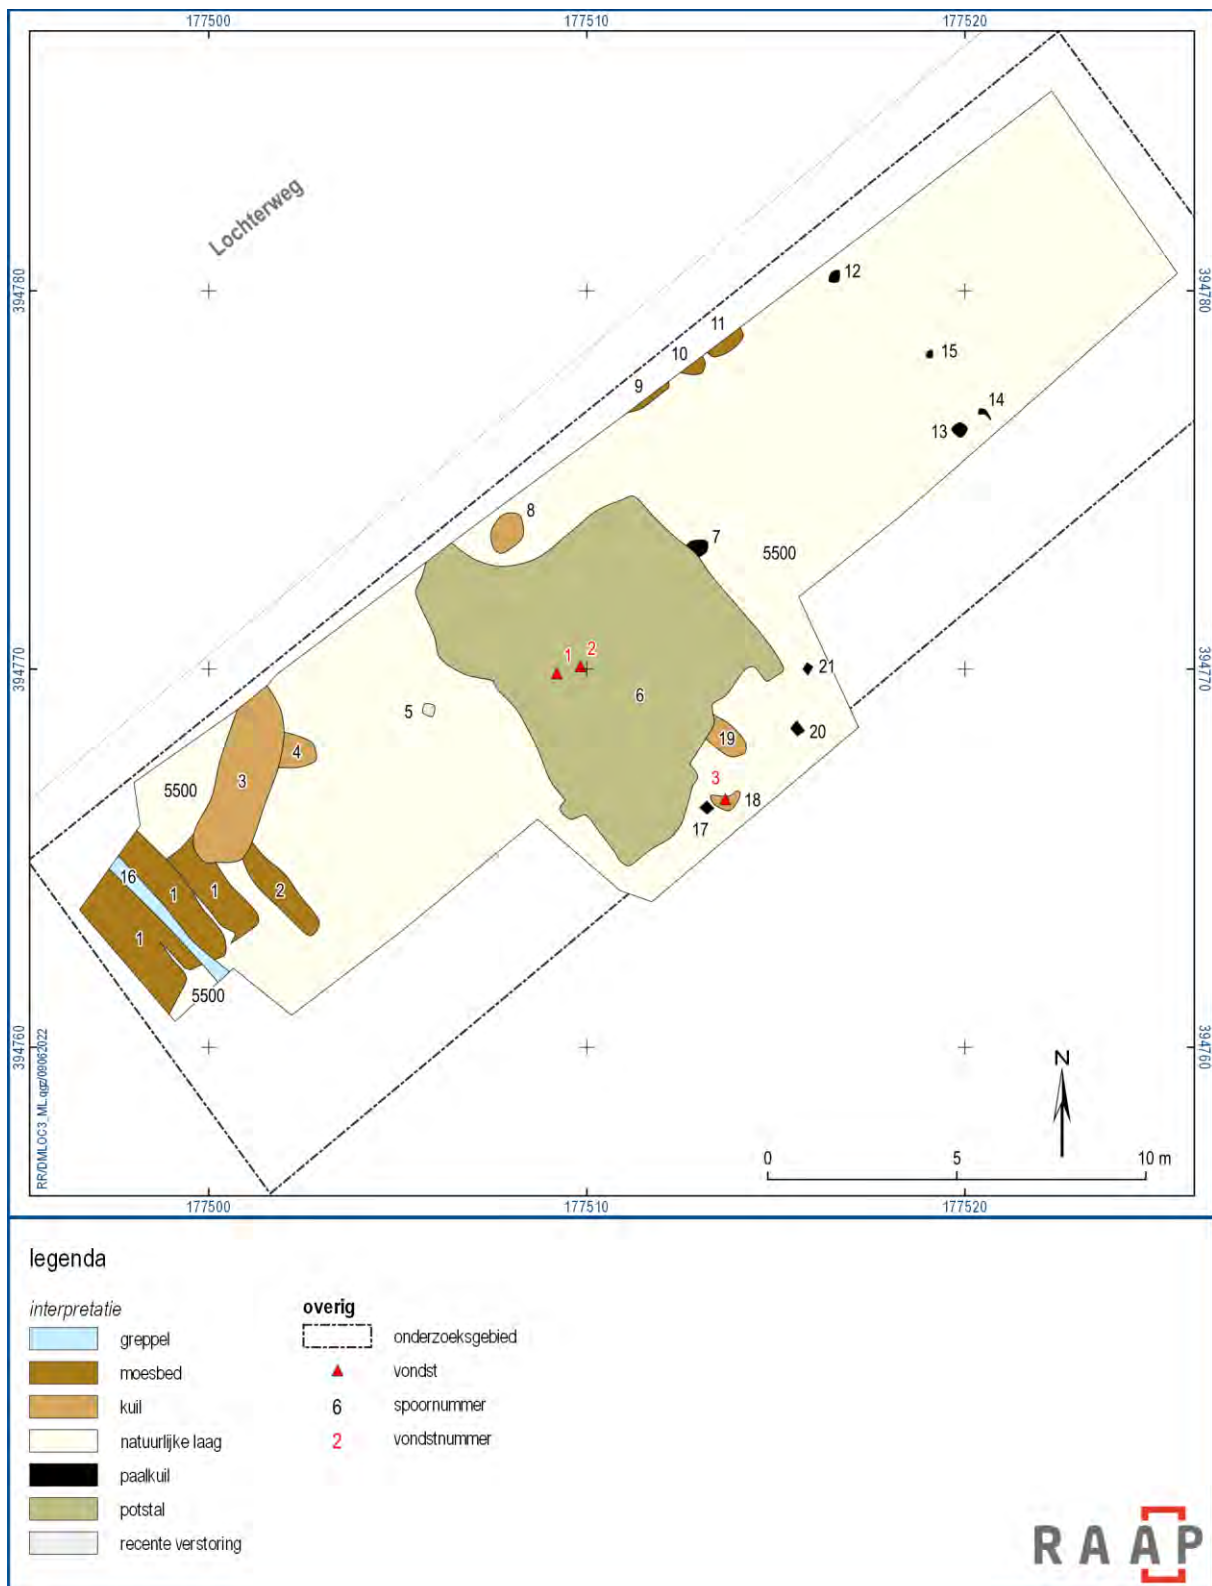 177500 177510 177520
Lochterweg
394780 394780
12
11
10
15
9
14
13
8
7
5500
394770 394770
1 2
21
6
5
20
19
4
3
3
5500
18
17
16
1
1
2
1
5500
394760 394760
N
RR/DMLOC3_ML.qgz/09062022
0 5 10 m
177500 177510 177520
legenda
interpretatie
greppel
moesbed
kuil
natuurlijke laag
paalkuil
potstal
recente verstoring
overig
onderzoeksgebied
vondst
6 spoornummer
2 vondstnummer
RAAP